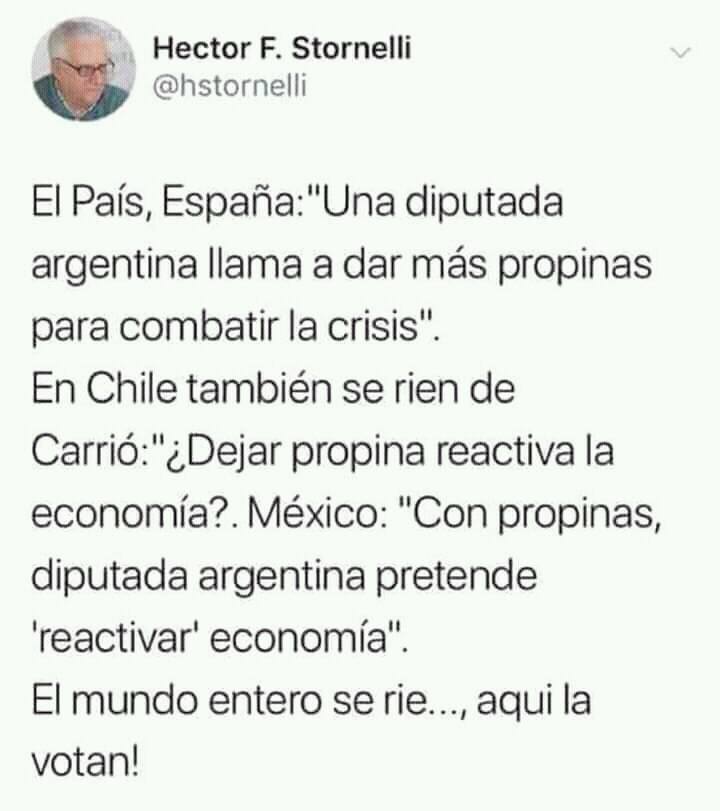 Hector F. Stornelli
@hstornelli
El País, España:"Una diputada
argentina llama a dar más propinas
para combatir la crisis".
En Chile también se rien de
Carrió:"¿Dejar propina reactiva la
economía?. México: "Con propinas,
diputada argentina pretende
'reactivar' economía".
El mundo entero se rie..., aqui la
votan!